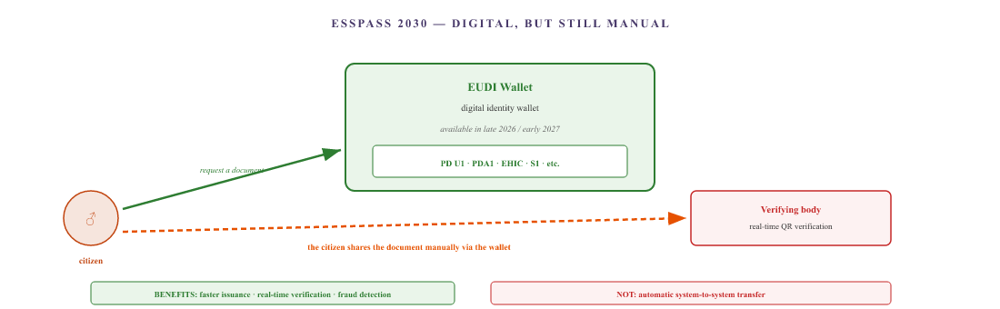 ESSPASS 2030 — DIGITAL, BUT STILL MANUAL
EUDI Wallet
digital identity wallet
available in late 2026 / early 2027
PD U1 · PDA1 · EHIC · S1 · etc.
request a document
Verifying body
real-time QR verification
the citizen shares the document manually via the wallet
citizen
BENEFITS: faster issuance · real-time verification · fraud detection
NOT: automatic system-to-system transfer